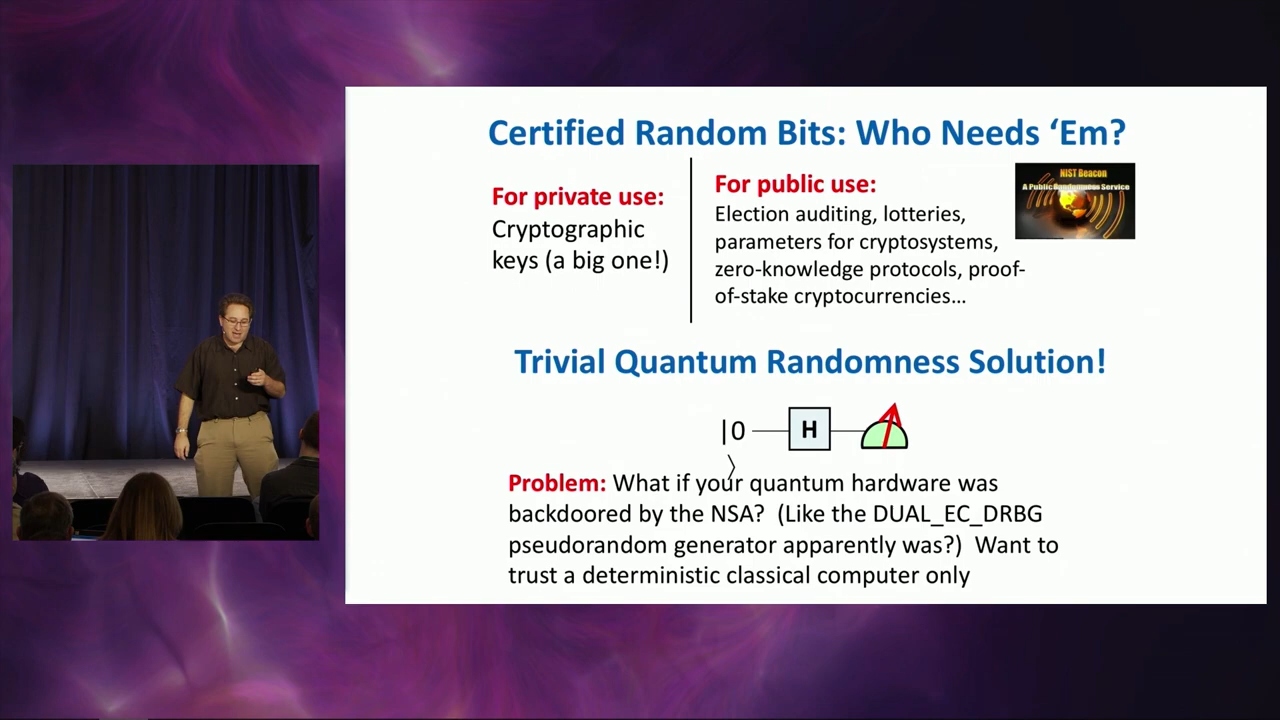 Certified Random Bits: Who Needs ‘Em?
For private use:
Cryptographic
keys (a big one!)
For public use:
Election auditing, lotteries,
parameters for cryptosystems,
zero-knowledge protocols, proof-
of-stake cryptocurrencies…
NIST Beacon
A Public Randomness Service
Trivial Quantum Randomness Solution!
|0
〉
H
Problem: What if your quantum hardware was
backdoored by the NSA?  (Like the DUAL_EC_DRBG
pseudorandom generator apparently was?)  Want to
trust a deterministic classical computer only